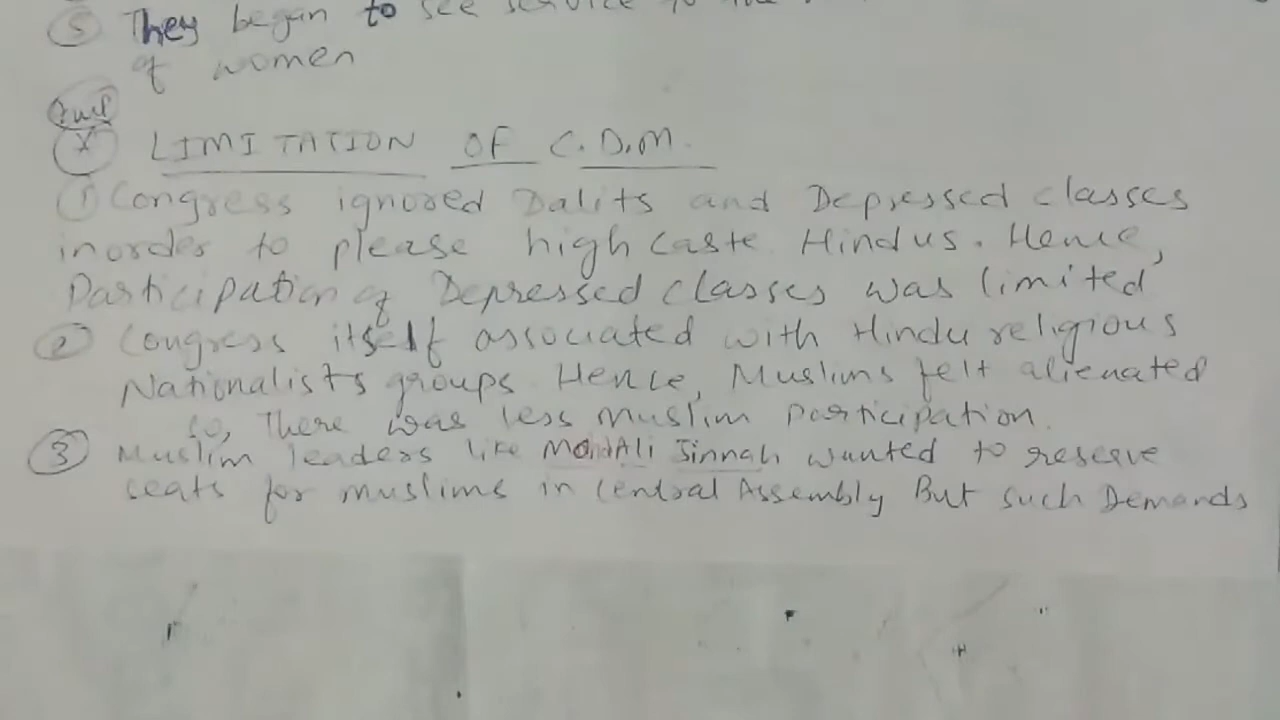 ⑤ They began to see service to the
of women
Imp
X LIMITATION OF C.D.M.
① Congress ignored Dalits and Depressed classes
inorder to please high caste Hindus. Hence,
Participation of Depressed classes was limited
② Congress itself associated with Hindu religious
Nationalists groups. Hence, Muslims felt alienated
so, There was less muslim participation.
③ Muslim leaders like Mohd Ali Jinnah wanted to reserve
seats for muslims in Central Assembly But such Demands